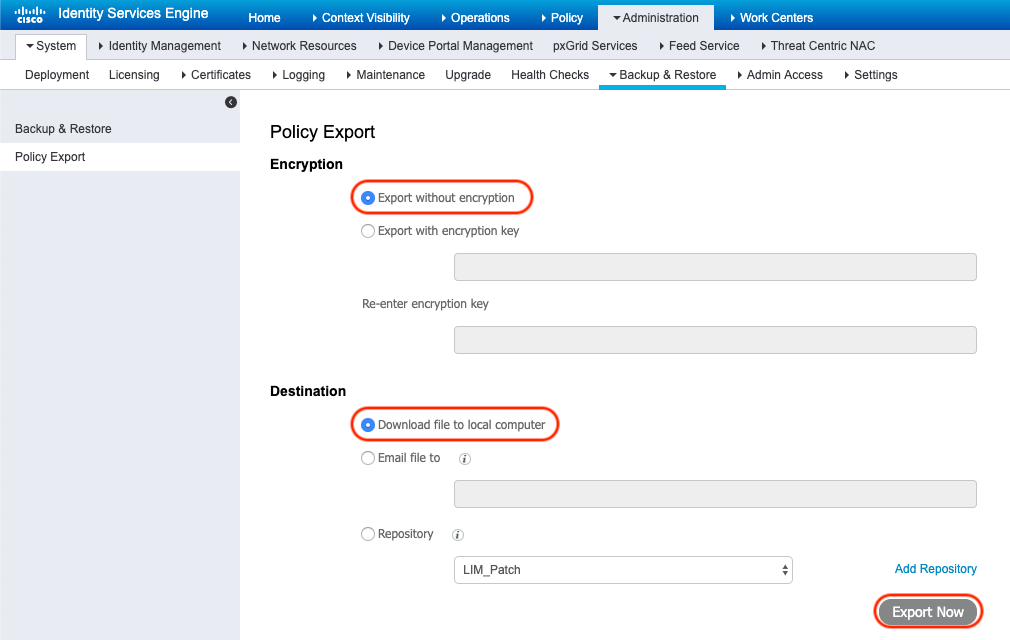 cisco Identity Services Engine Home Context Visibility Operations Policy Administration Work Centers
System Identity Management Network Resources Device Portal Management pxGrid Services Feed Service Threat Centric NAC
Deployment Licensing Certificates Logging Maintenance Upgrade Health Checks Backup & Restore Admin Access Settings
Backup & Restore
Policy Export
Policy Export
Encryption
Export without encryption
Export with encryption key
Re-enter encryption key
Destination
Download file to local computer
Email file to i
Repository i
LIM_Patch Add Repository
Export Now